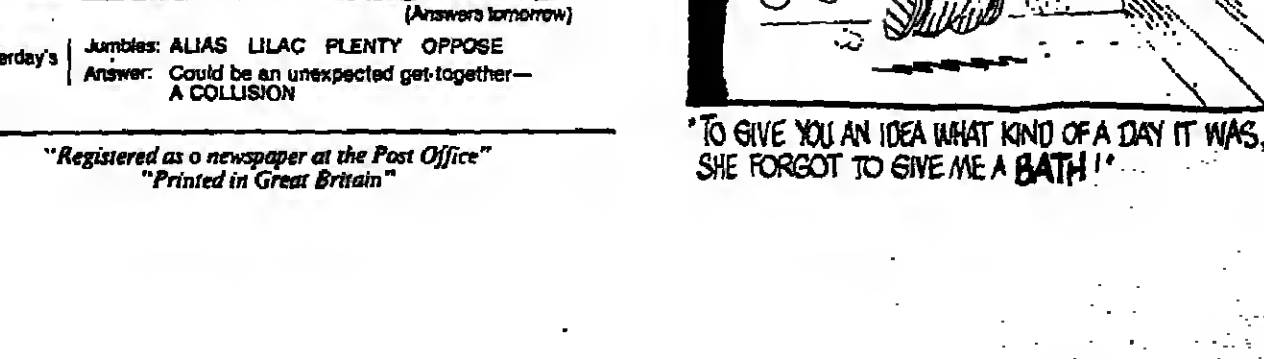 (Answers tomorrow)
erday's
Jumbles: ALIAS LILAC PLENTY OPPOSE
Answer: Could be an unexpected get-together—
A COLLISION
"Registered as o newspaper at the Post Office"
"Printed in Great Britain"
"TO GIVE YOU AN IDEA WHAT KIND OF A DAY IT WAS,
SHE FORGOT TO GIVE ME A BATH!"